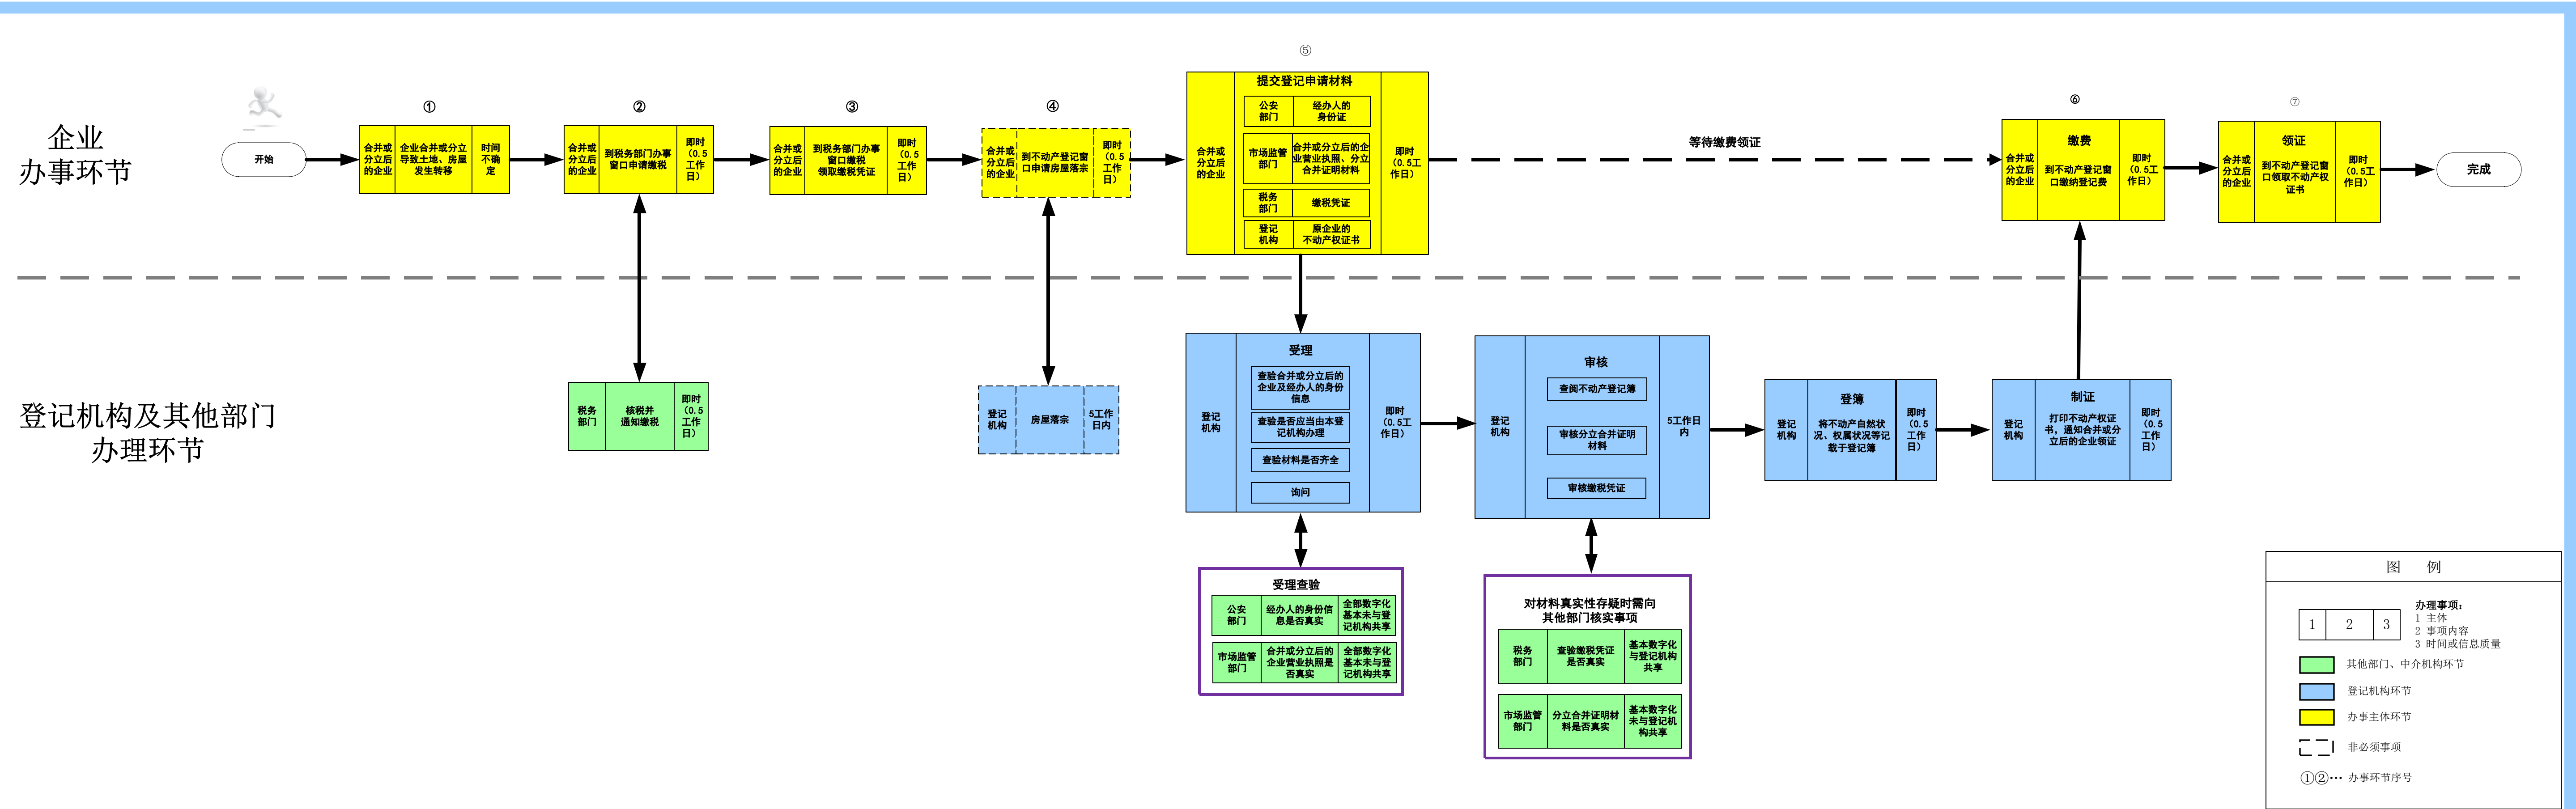 企业
办事环节
开始
①
合并或
分立后
的企业
企业合并或分立
导致土地、房屋
发生转移
时间
不确
定
②
合并或
分立后
的企业
到税务部门办事
窗口申请缴税
即时
（0.5
工作
日）
③
合并或
分立后
的企业
到税务部门办事
窗口缴税
领取缴税凭证
即时
（0.5
工作
日）
④
合并或
分立后
的企业
到不动产登记窗
口申请房屋落宗
即时
（0.5
工作
日）
⑤
合并或
分立后
的企业
提交登记申请材料
公安
部门
经办人的
身份证
市场监管
部门
合并或分立后的企
业营业执照、分立
合并证明材料
税务
部门
缴税凭证
登记
机构
原企业的
不动产权证书
即时
（0.5工
作日）
等待缴费领证
⑥
合并或
分立后
的企业
缴费
到不动产登记窗
口缴纳登记费
即时
（0.5工
作日）
⑦
合并或
分立后
的企业
领证
到不动产登记窗
口领取不动产权
证书
即时
（0.5工
作日）
完成
登记机构及其他部门
办理环节
税务
部门
核税并
通知缴税
即时
（0.5
工作
日）
登记
机构
房屋落宗
5工作
日内
登记
机构
受理
查验合并或分立后的
企业及经办人的身份
信息
查验是否应当由本登
记机构办理
查验材料是否齐全
询问
即时
（0.5工
作日）
登记
机构
审核
查阅不动产登记簿
审核分立合并证明
材料
审核缴税凭证
5工作日
内
登记
机构
登簿
将不动产自然状
况、权属状况等记
载于登记簿
即时
（0.5
工作
日）
登记
机构
制证
打印不动产权证
书，通知合并或分
立后的企业领证
即时
（0.5
工作
日）
受理查验
公安
部门
经办人的身份信
息是否真实
全部数字化
基本未与登
记机构共享
市场监管
部门
合并或分立后的
企业营业执照是
否真实
全部数字化
基本未与登
记机构共享
对材料真实性存疑时需向
其他部门核实事项
税务
部门
查验缴税凭证
是否真实
基本数字化
与登记机构
共享
市场监管
部门
分立合并证明材
料是否真实
基本数字化
未与登记机
构共享
图 例
1 2 3
办理事项：
1 主体
2 事项内容
3 时间或信息质量
其他部门、中介机构环节
登记机构环节
办事主体环节
非必须事项
①②… 办事环节序号